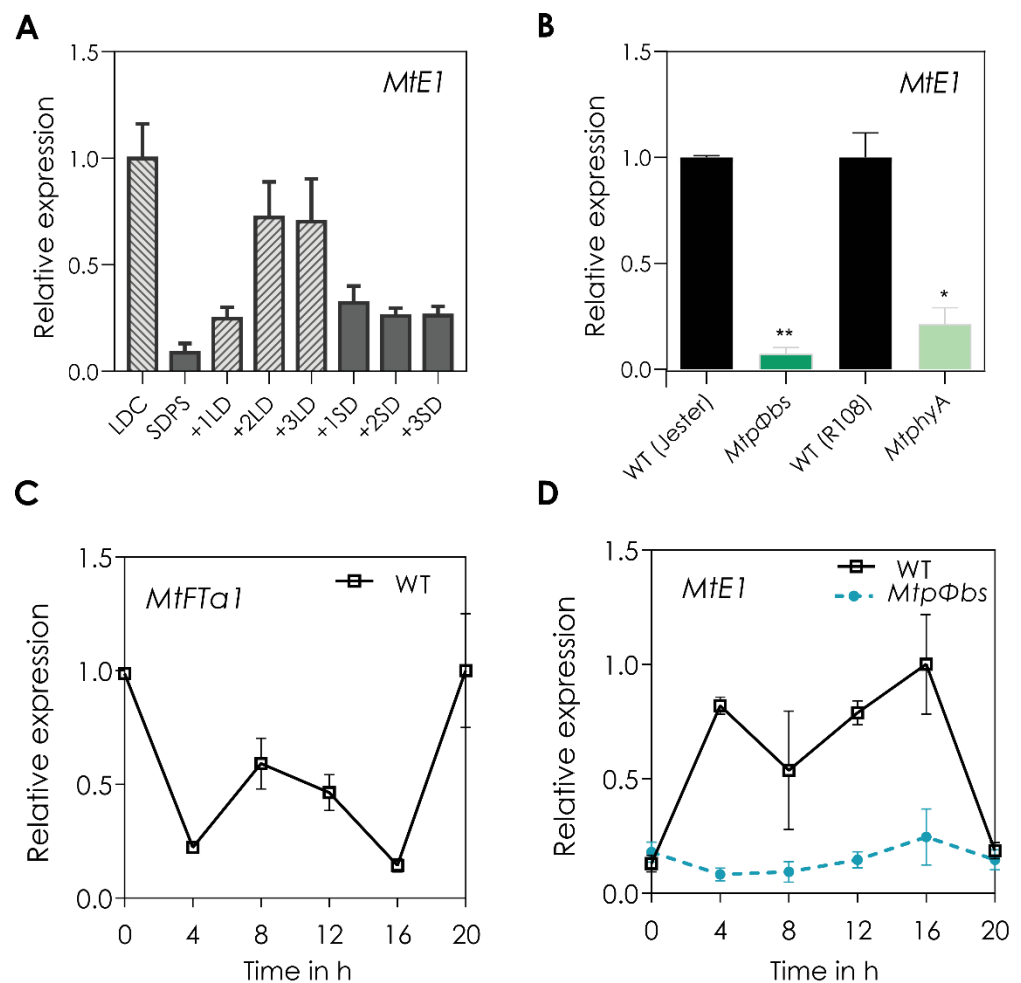 A
Relative expression
1.5
1.0
0.5
0.0
MtE1
LDC
SDPS
+1LD
+2LD
+3LD
+1SD
+2SD
+3SD
B
Relative expression
1.5
1.0
0.5
0.0
MtE1
**
*
WT (Jester)
MtpΦbs
WT (R108)
MtphyA
C
Relative expression
1.5
1.0
0.5
0.0
MtFTa1
WT
0 4 8 12 16 20
Time in h
D
Relative expression
1.5
1.0
0.5
0.0
MtE1
WT
MtpΦbs
0 4 8 12 16 20
Time in h